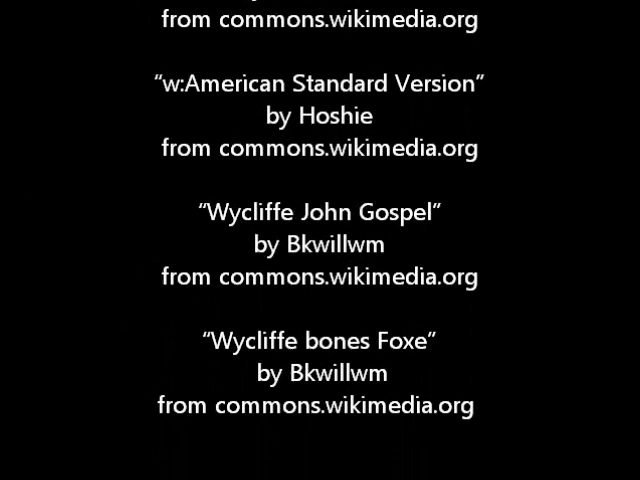 from commons.wikimedia.org
“w:American Standard Version”
by Hoshie
from commons.wikimedia.org
“Wycliffe John Gospel”
by Bkwillwm
from commons.wikimedia.org
“Wycliffe bones Foxe”
by Bkwillwm
from commons.wikimedia.org